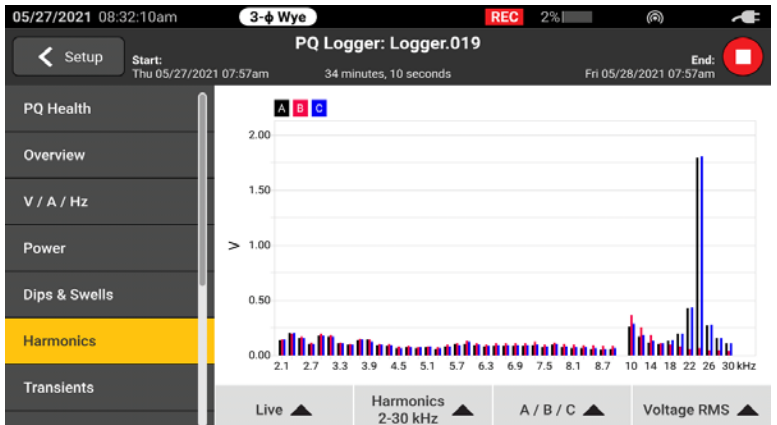 05/27/2021 08:32:10am 3-ϕ Wye REC 2%
Setup
PQ Logger: Logger.019
Start:
Thu 05/27/2021 07:57am
34 minutes, 10 seconds
End:
Fri 05/28/2021 07:57am
PQ Health
Overview
V / A / Hz
Power
Dips & Swells
Harmonics
Transients
A B C
2.00
1.50
V 1.00
0.50
0.00
2.1 2.7 3.3 3.9 4.5 5.1 5.7 6.3 6.9 7.5 8.1 8.7 10 14 18 22 26 30 kHz
Live
Harmonics
2-30 kHz
A / B / C
Voltage RMS